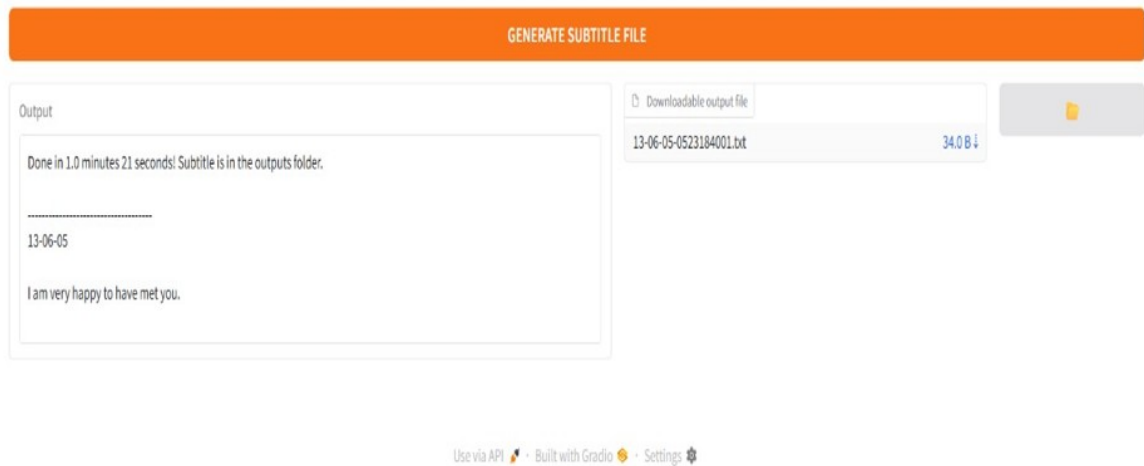 GENERATE SUBTITLE FILE
Output
Done in 1.0 minutes 21 seconds! Subtitle is in the outputs folder.
------------------------------------
13-06-05
I am very happy to have met you.
Downloadable output file
13-06-05-0523184001.txt 34.0 B ↓
Use via API · Built with Gradio · Settings